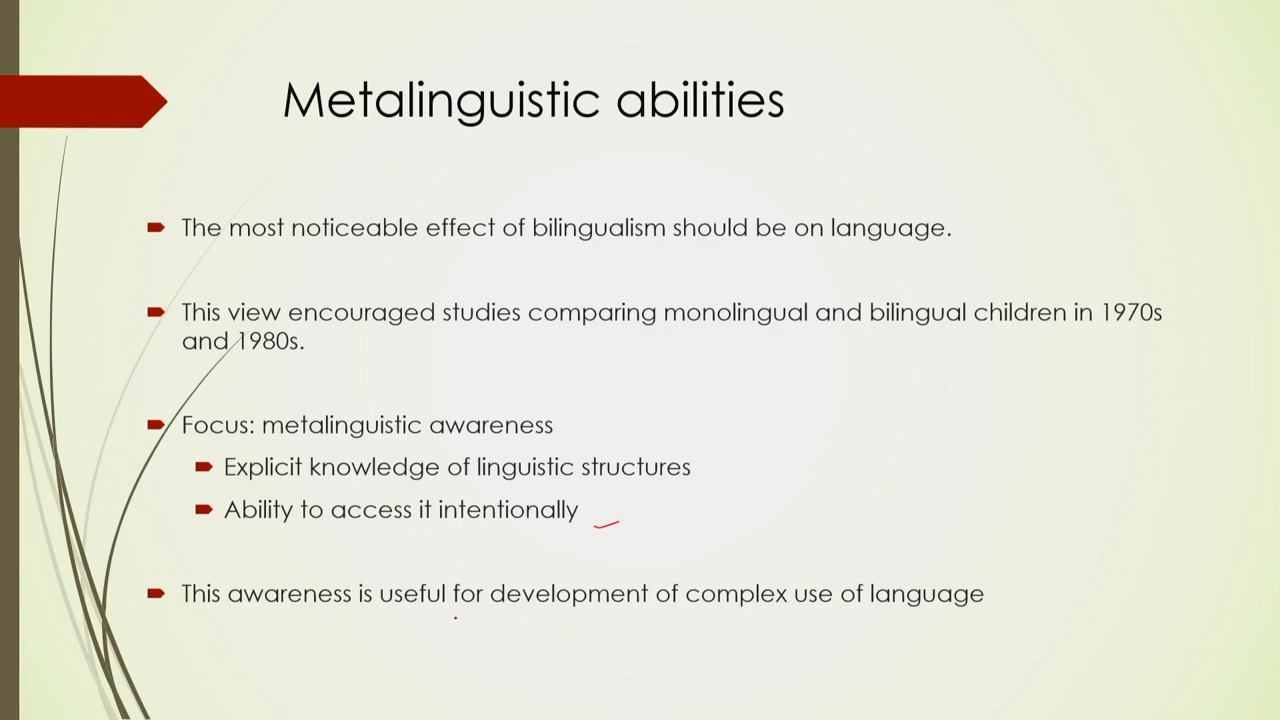 Metalinguistic abilities
The most noticeable effect of bilingualism should be on language.
This view encouraged studies comparing monolingual and bilingual children in 1970s
and 1980s.
Focus: metalinguistic awareness
Explicit knowledge of linguistic structures
Ability to access it intentionally
This awareness is useful for development of complex use of language